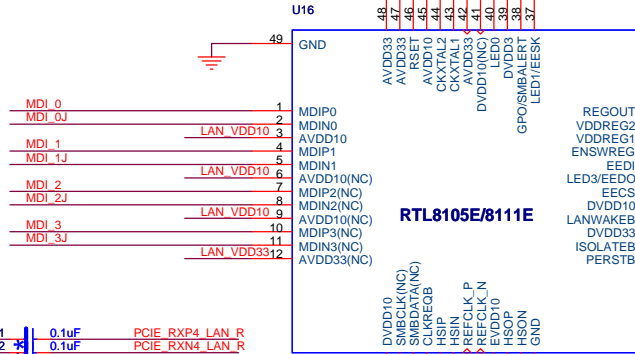 U16
48 47 46 45 44 43 42 41 40 39 38 37
AVDD33
AVDD33
RSET
AVDD10
CKXTAL2
CKXTAL1
AVDD33
DVDD10(NC)
LED0
DVDD3
GPO/SMBALERT
LED1/EESK
49 GND
MDI_0 1 MDIP0
MDI_0J 2 MDIN0
LAN_VDD10 3 AVDD10
MDI_1 4 MDIP1
MDI_1J 5 MDIN1
LAN_VDD10 6 AVDD10(NC)
MDI_2 7 MDIP2(NC)
MDI_2J 8 MDIN2(NC)
LAN_VDD10 9 AVDD10(NC)
MDI_3 10 MDIP3(NC)
MDI_3J 11 MDIN3(NC)
LAN_VDD33 12 AVDD33(NC)
RTL8105E/8111E
REGOUT
VDDREG2
VDDREG1
ENSWREG
EEDI
LED3/EEDO
EECS
DVDD10
LANWAKEB
DVDD33
ISOLATEB
PERSTB
DVDD10
SMBCLK(NC)
SMBDATA(NC)
CLKREQB
HSIP
HSIN
REFCLK_P
REFCLK_N
EVDD10
HSOP
HSON
GND
1 0.1uF PCIE_RXP4_LAN_R
2 0.1uF PCIE_RXN4_LAN_R